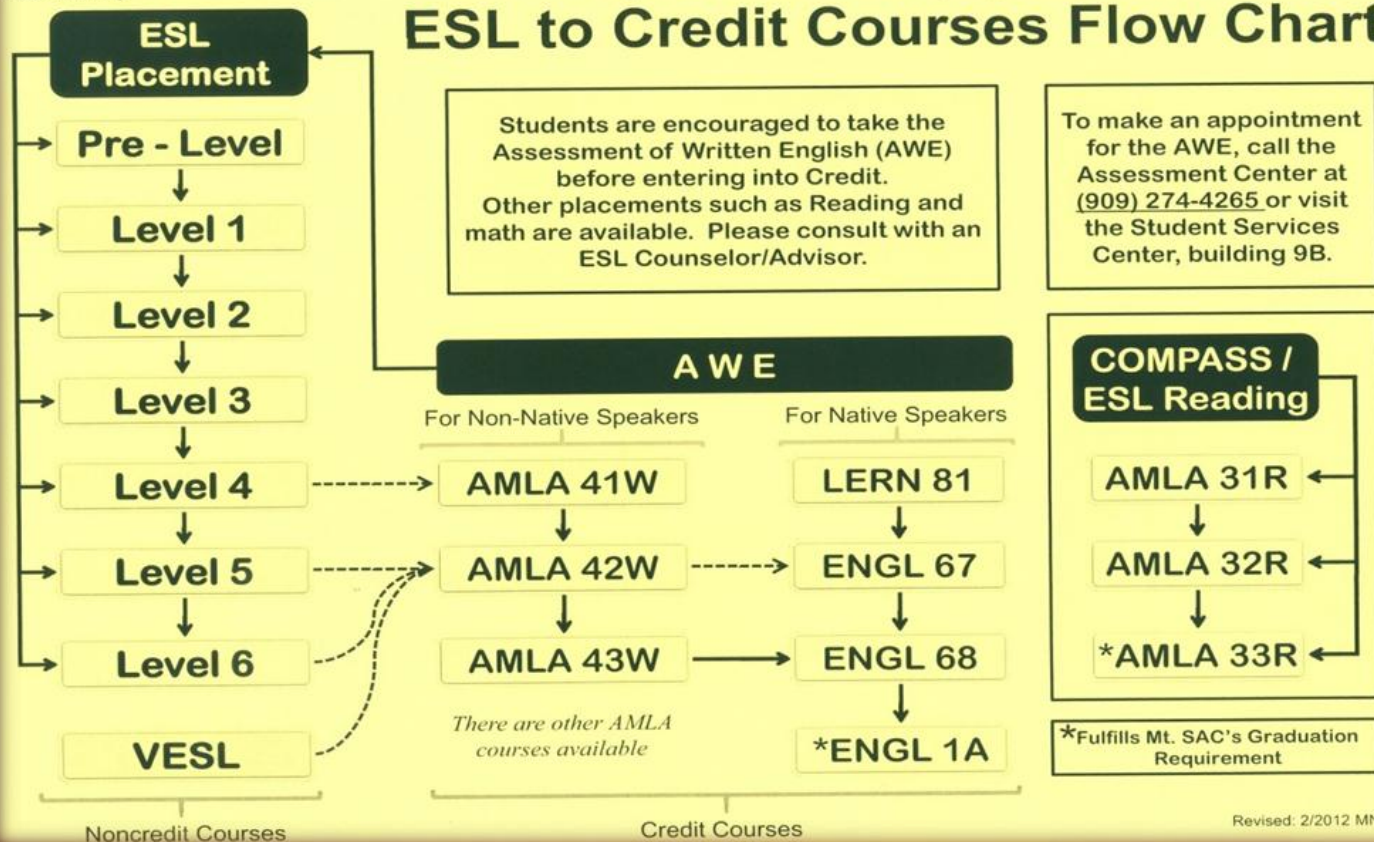 ESL to Credit Courses Flow Chart
ESL
Placement
Pre - Level
Level 1
Level 2
Level 3
Level 4
Level 5
Level 6
VESL
Noncredit Courses
Students are encouraged to take the
Assessment of Written English (AWE)
before entering into Credit.
Other placements such as Reading and
math are available. Please consult with an
ESL Counselor/Advisor.
To make an appointment
for the AWE, call the
Assessment Center at
(909) 274-4265 or visit
the Student Services
Center, building 9B.
A W E
For Non-Native Speakers
AMLA 41W
AMLA 42W
AMLA 43W
There are other AMLA
courses available
For Native Speakers
LERN 81
ENGL 67
ENGL 68
*ENGL 1A
Credit Courses
COMPASS /
ESL Reading
AMLA 31R
AMLA 32R
*AMLA 33R
*Fulfills Mt. SAC's Graduation
Requirement
Revised: 2/2012